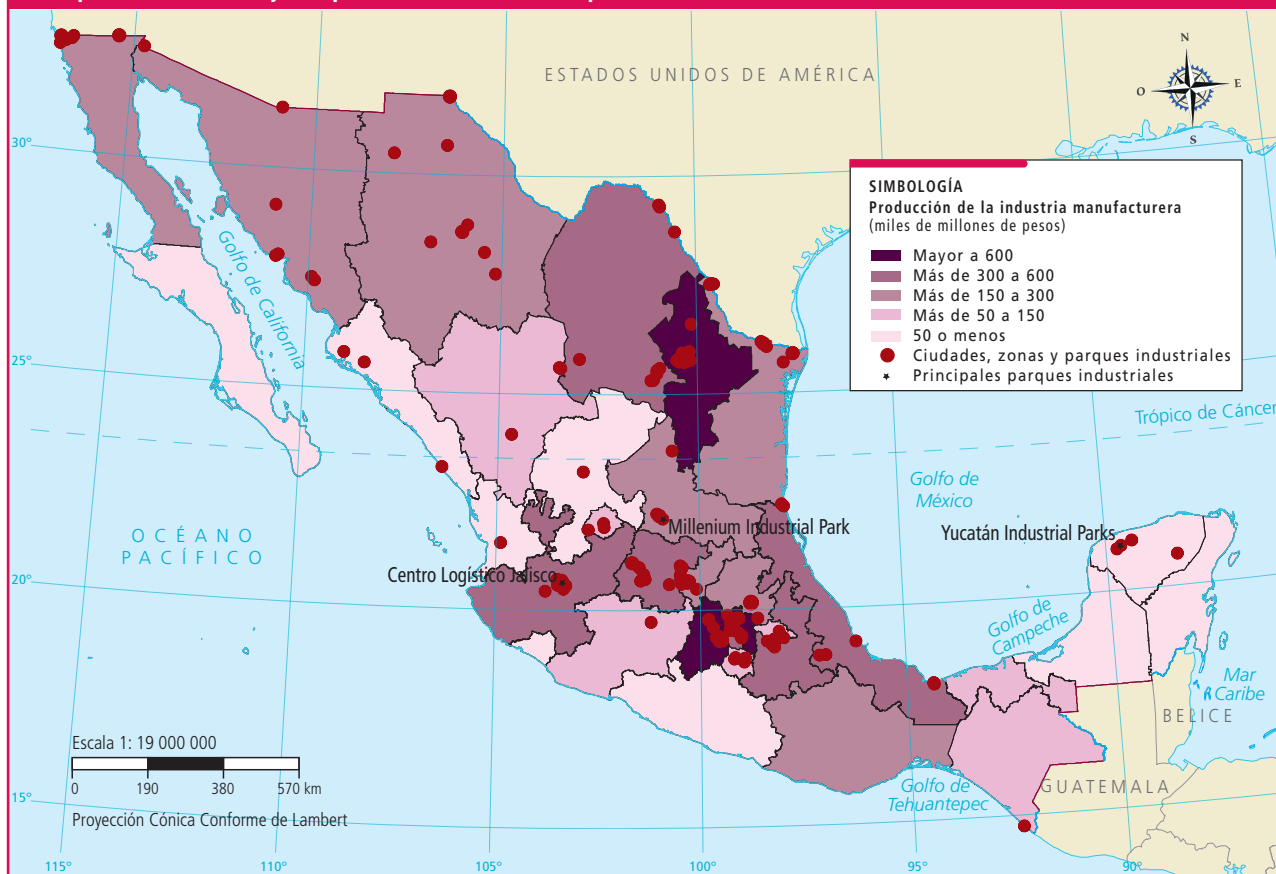 ESTADOS UNIDOS DE AMÉRICA
N
O
E
S
30°
25°
20°
15°
SIMBOLOGÍA
Producción de la industria manufacturera
(miles de millones de pesos)
Mayor a 600
Más de 300 a 600
Más de 150 a 300
Más de 50 a 150
50 o menos
Ciudades, zonas y parques industriales
Principales parques industriales
Golfo de California
Trópico de Cáncer
Golfo de
México
OCÉANO
PACÍFICO
Millenium Industrial Park
Yucatán Industrial Parks
Centro Logístico Jalisco
Golfo de
Campeche
Mar
Caribe
BELICE
GUATEMALA
Golfo de
Tehuantepec
Escala 1: 19 000 000
0 190 380 570 km
Proyección Cónica Conforme de Lambert
115° 110° 105° 100° 95° 90°